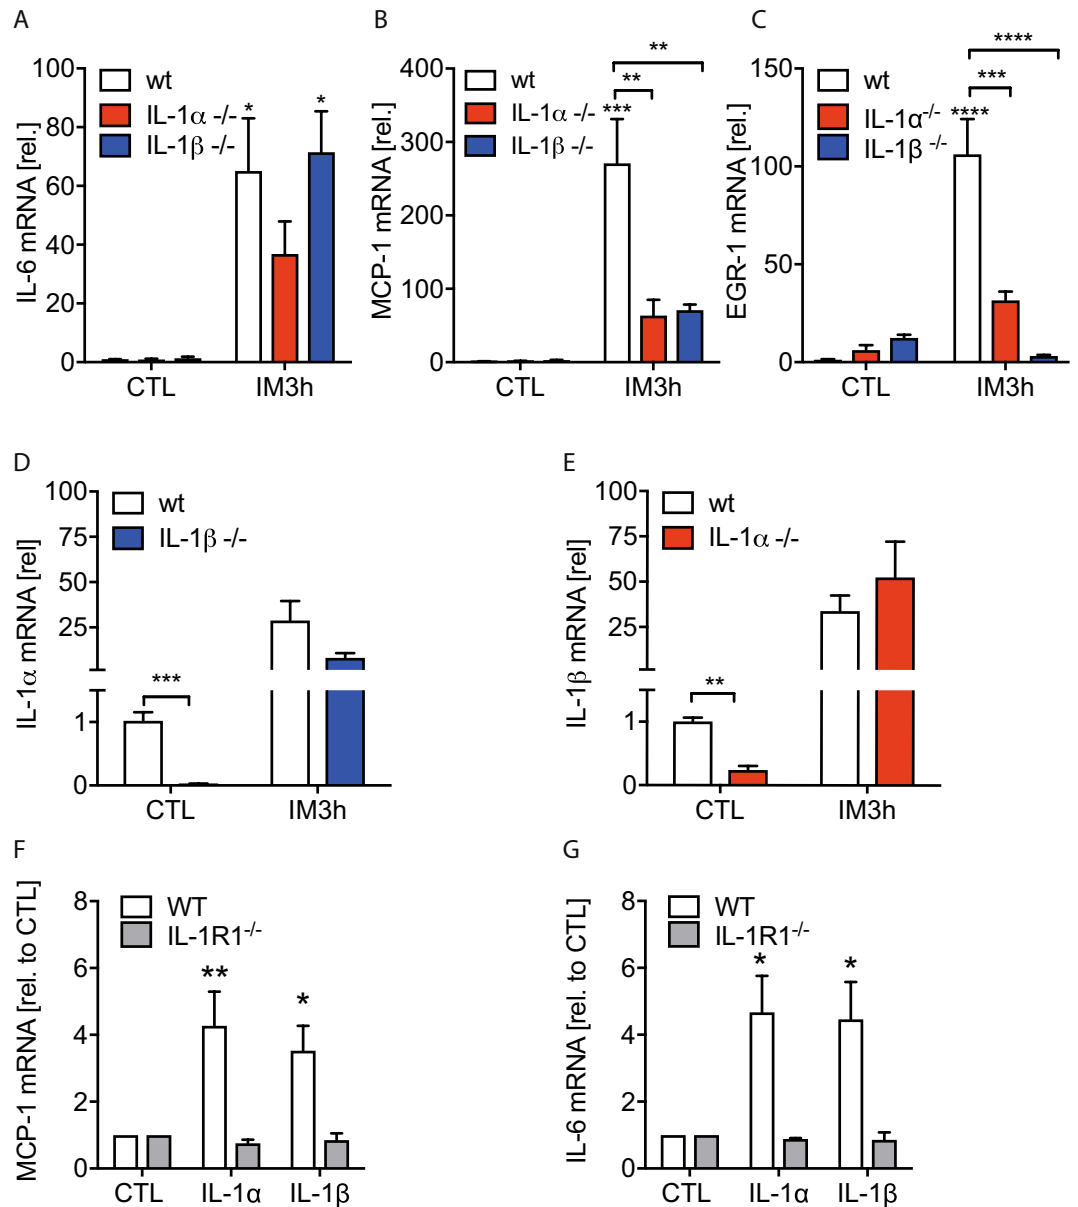 A
IL-6 mRNA [rel.]
100
80
60
40
20
0
wt
IL-1α -/-
IL-1β -/-
*
*
CTL
IM3h
B
MCP-1 mRNA [rel.]
400
300
200
100
0
wt
IL-1α -/-
IL-1β -/-
**
**
***
CTL
IM3h
C
EGR-1 mRNA [rel.]
150
100
50
0
wt
IL-1α-/-
IL-1β -/-
****
***
****
CTL
IM3h
D
IL-1α mRNA [rel]
100
75
50
25
1
0
wt
IL-1β -/-
***
CTL
IM3h
E
IL-1β mRNA [rel]
100
75
50
25
1
0
wt
IL-1α -/-
**
CTL
IM3h
F
MCP-1 mRNA [rel. to CTL]
8
6
4
2
0
WT
IL-1R1-/-
**
*
CTL
IL-1α
IL-1β
G
IL-6 mRNA [rel. to CTL]
8
6
4
2
0
WT
IL-1R1-/-
*
*
CTL
IL-1α
IL-1β